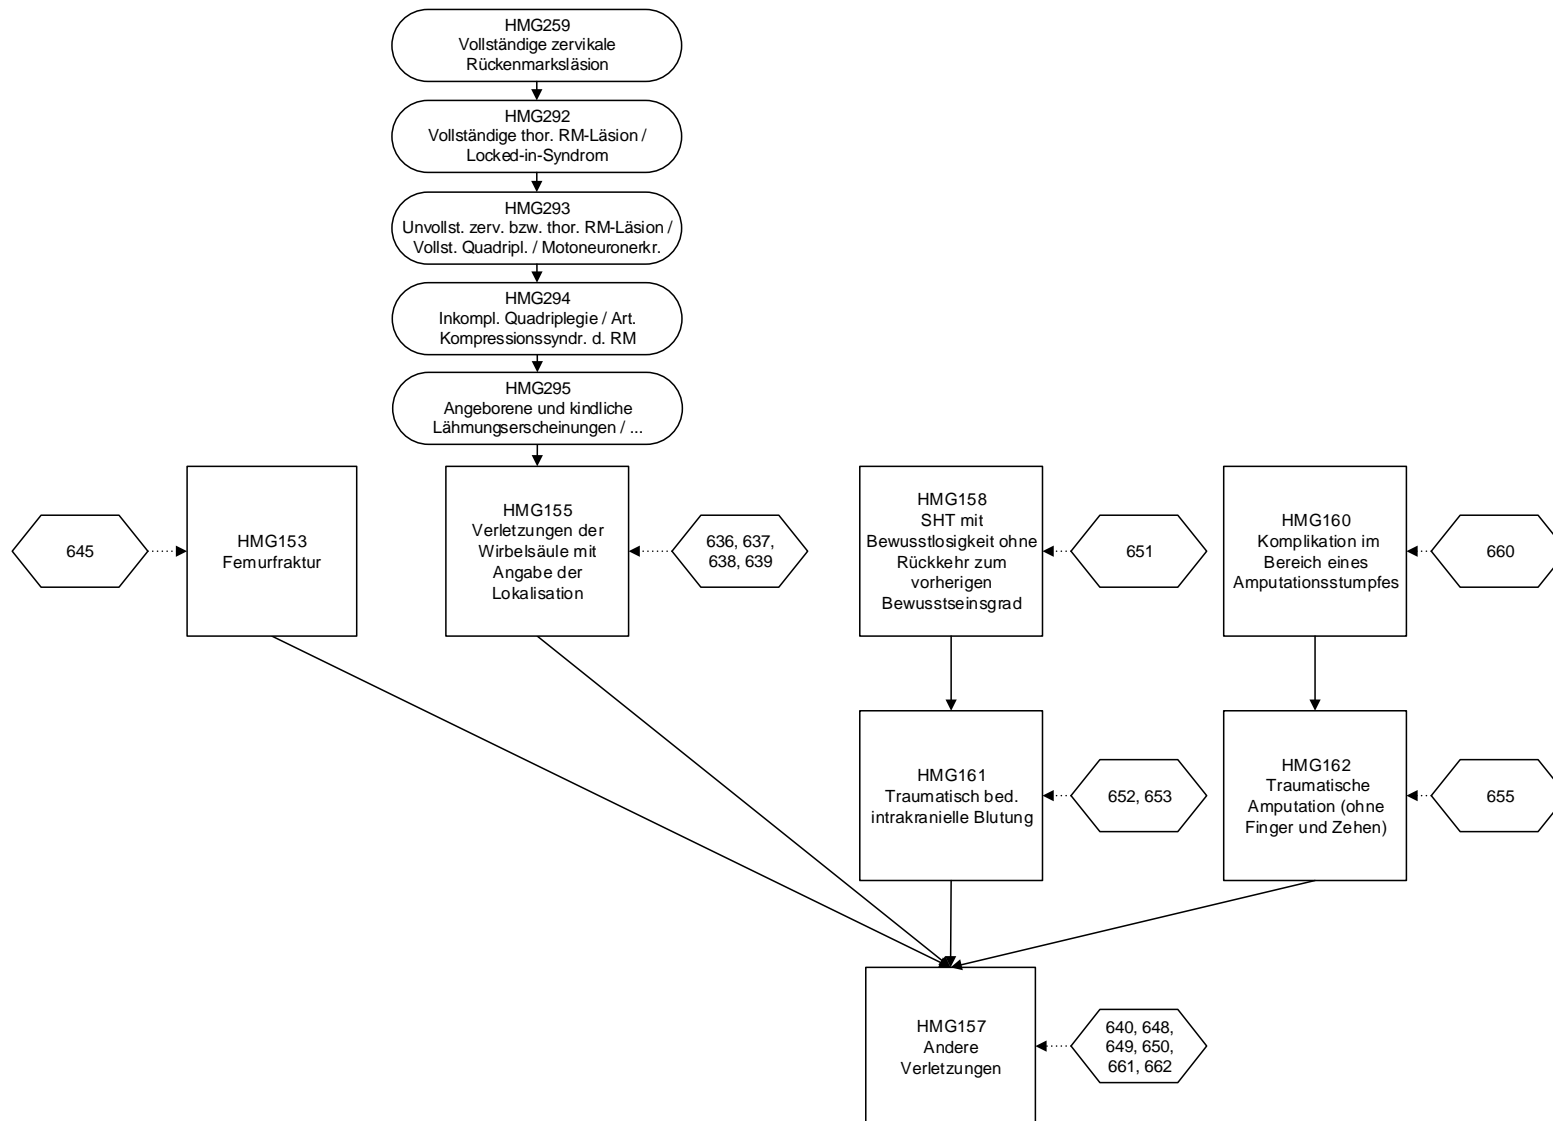 HMG259
Vollständige zervikale
Rückenmarksläsion
HMG292
Vollständige thor. RM-Läsion /
Locked-in-Syndrom
HMG293
Unvollst. zerv. bzw. thor. RM-Läsion /
Vollst. Quadripl. / Motoneuronerkr.
HMG294
Inkompl. Quadriplegie / Art.
Kompressionssyndr. d. RM
HMG295
Angeborene und kindliche
Lähmungserscheinungen / ...
645
HMG153
Femurfraktur
HMG155
Verletzungen der
Wirbelsäule mit
Angabe der
Lokalisation
636, 637,
638, 639
HMG158
SHT mit
Bewusstlosigkeit ohne
Rückkehr zum
vorherigen
Bewusstseinsgrad
651
HMG160
Komplikation im
Bereich eines
Amputationsstumpfes
660
HMG161
Traumatisch bed.
intrakranielle Blutung
652, 653
HMG162
Traumatische
Amputation (ohne
Finger und Zehen)
655
HMG157
Andere
Verletzungen
640, 648,
649, 650,
661, 662